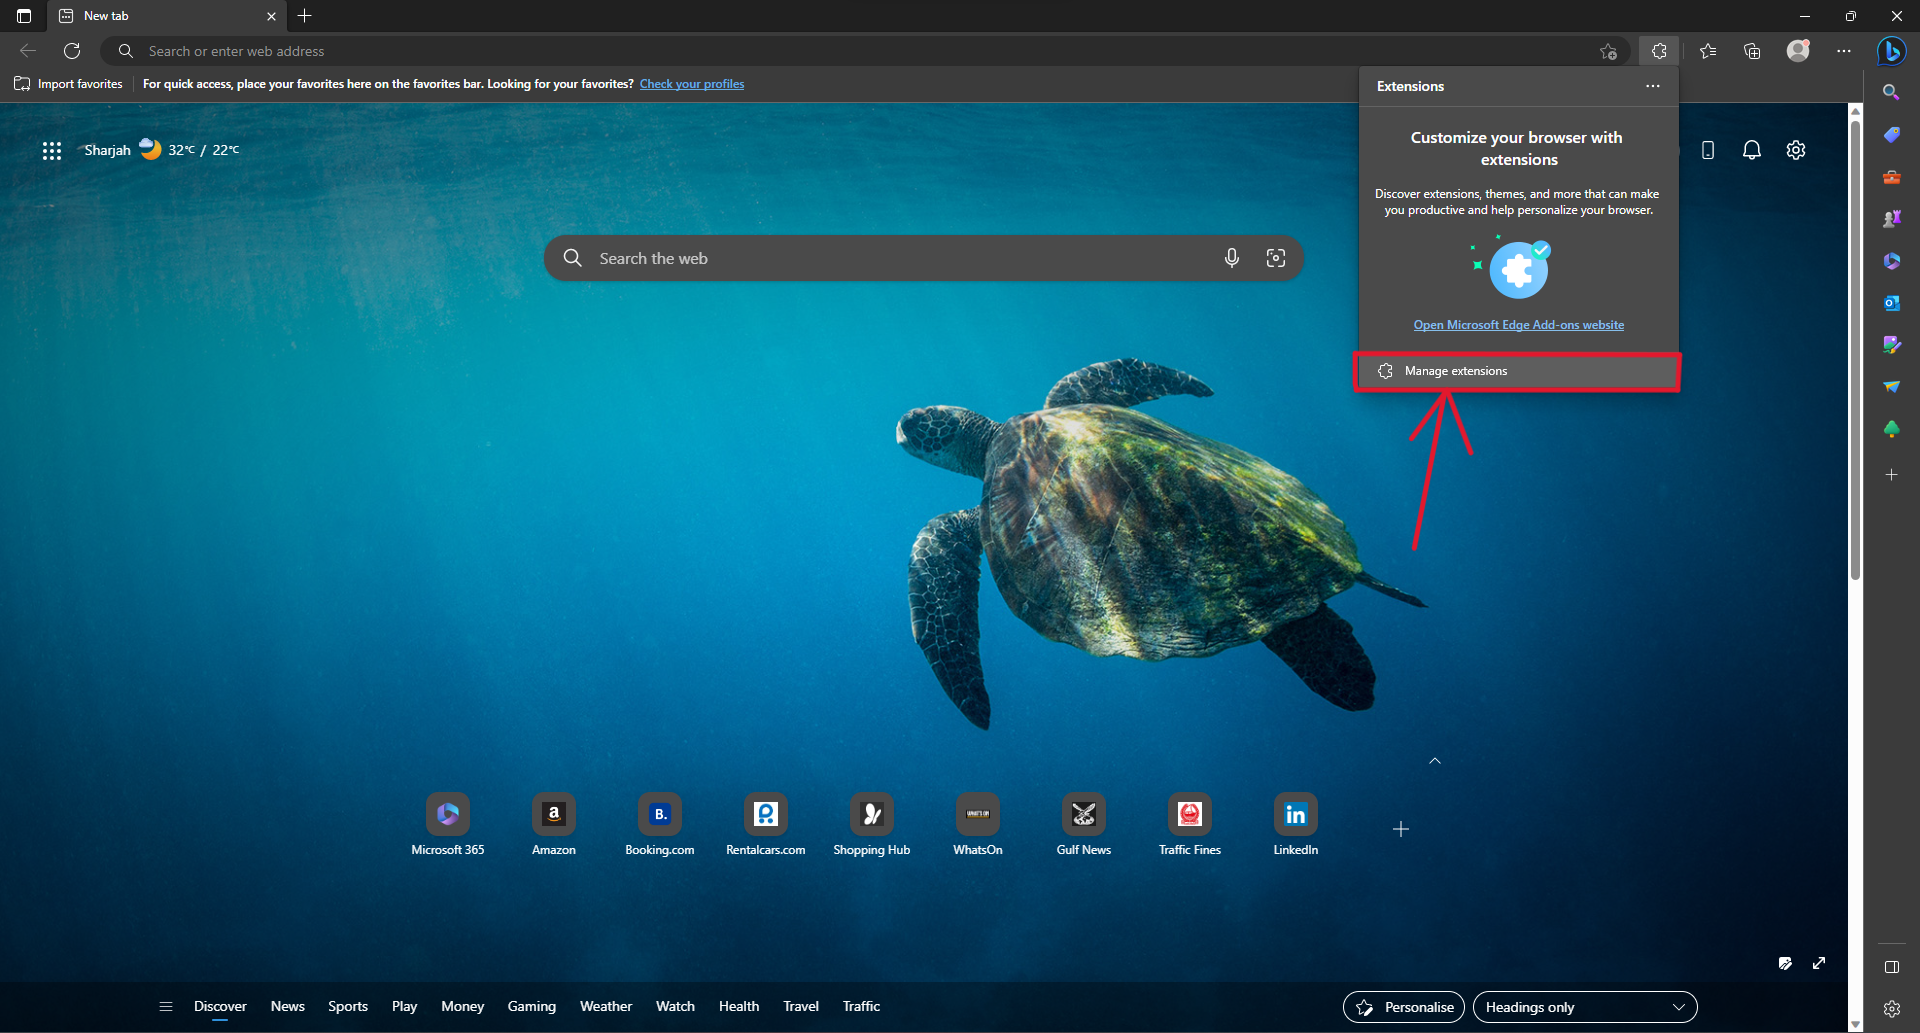 New tab
Search or enter web address
Import favorites
For quick access, place your favorites here on the favorites bar. Looking for your favorites? Check your profiles
Extensions
Customize your browser with
extensions
Discover extensions, themes, and more that can make
you productive and help personalize your browser.
Open Microsoft Edge Add-ons website
Manage extensions
Sharjah 32°C / 22°C
Search the web
Microsoft 365
a
Amazon
B.
Booking.com
Rentalcars.com
Shopping Hub
WHAT'S ON
WhatsOn
Gulf News
Traffic Fines
in
LinkedIn
Discover News Sports Play Money Gaming Weather Watch Health Travel Traffic
Personalise
Headings only